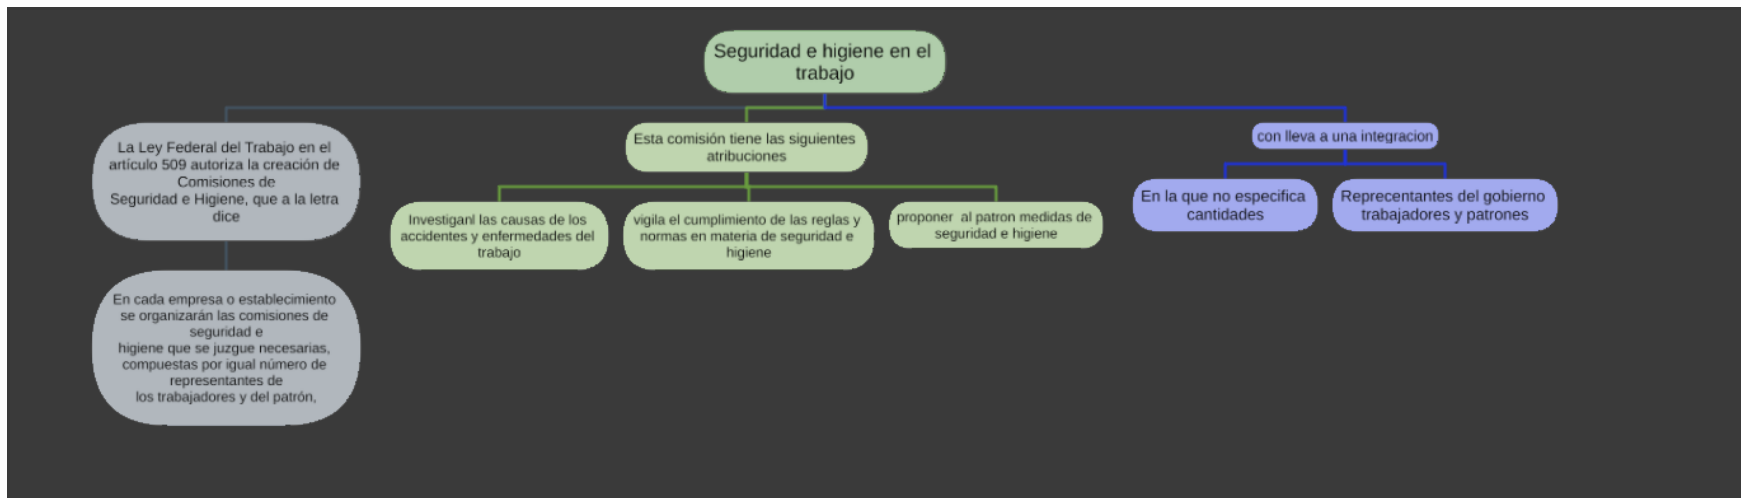 Seguridad e higiene en el
trabajo
La Ley Federal del Trabajo en el
artículo 509 autoriza la creación de
Comisiones de
Seguridad e Higiene, que a la letra
dice
En cada empresa o establecimiento
se organizarán las comisiones de
seguridad e
higiene que se juzgue necesarias,
compuestas por igual número de
representantes de
los trabajadores y del patrón,
Esta comisión tiene las siguientes
atribuciones
Investiganl las causas de los
accidentes y enfermedades del
trabajo
vigila el cumplimiento de las reglas y
normas en materia de seguridad e
higiene
proponer al patron medidas de
seguridad e higiene
con lleva a una integracion
En la que no especifica
cantidades
Reprecentantes del gobierno
trabajadores y patrones